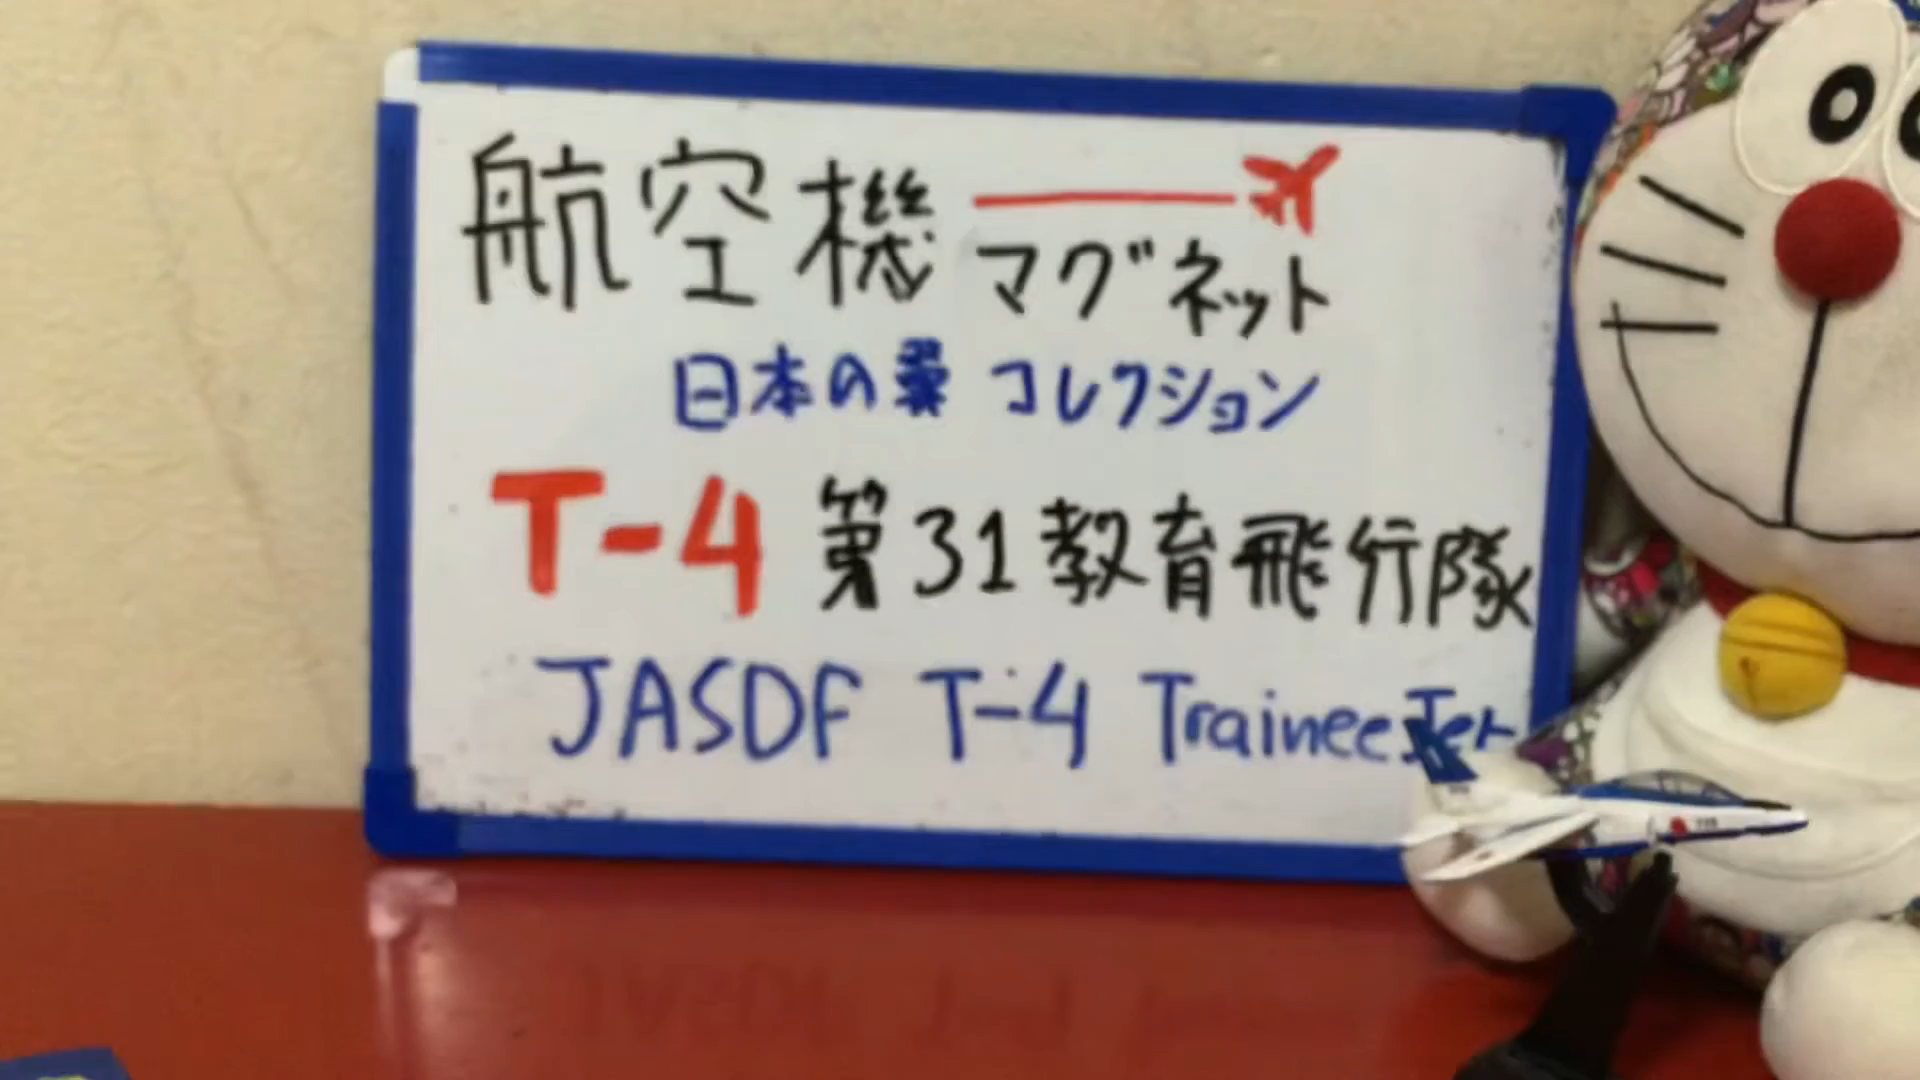 航空機
マグネット
日本の翼 コレクション
T-4 第31教育飛行隊
JASDF T-4 Trainee Jet